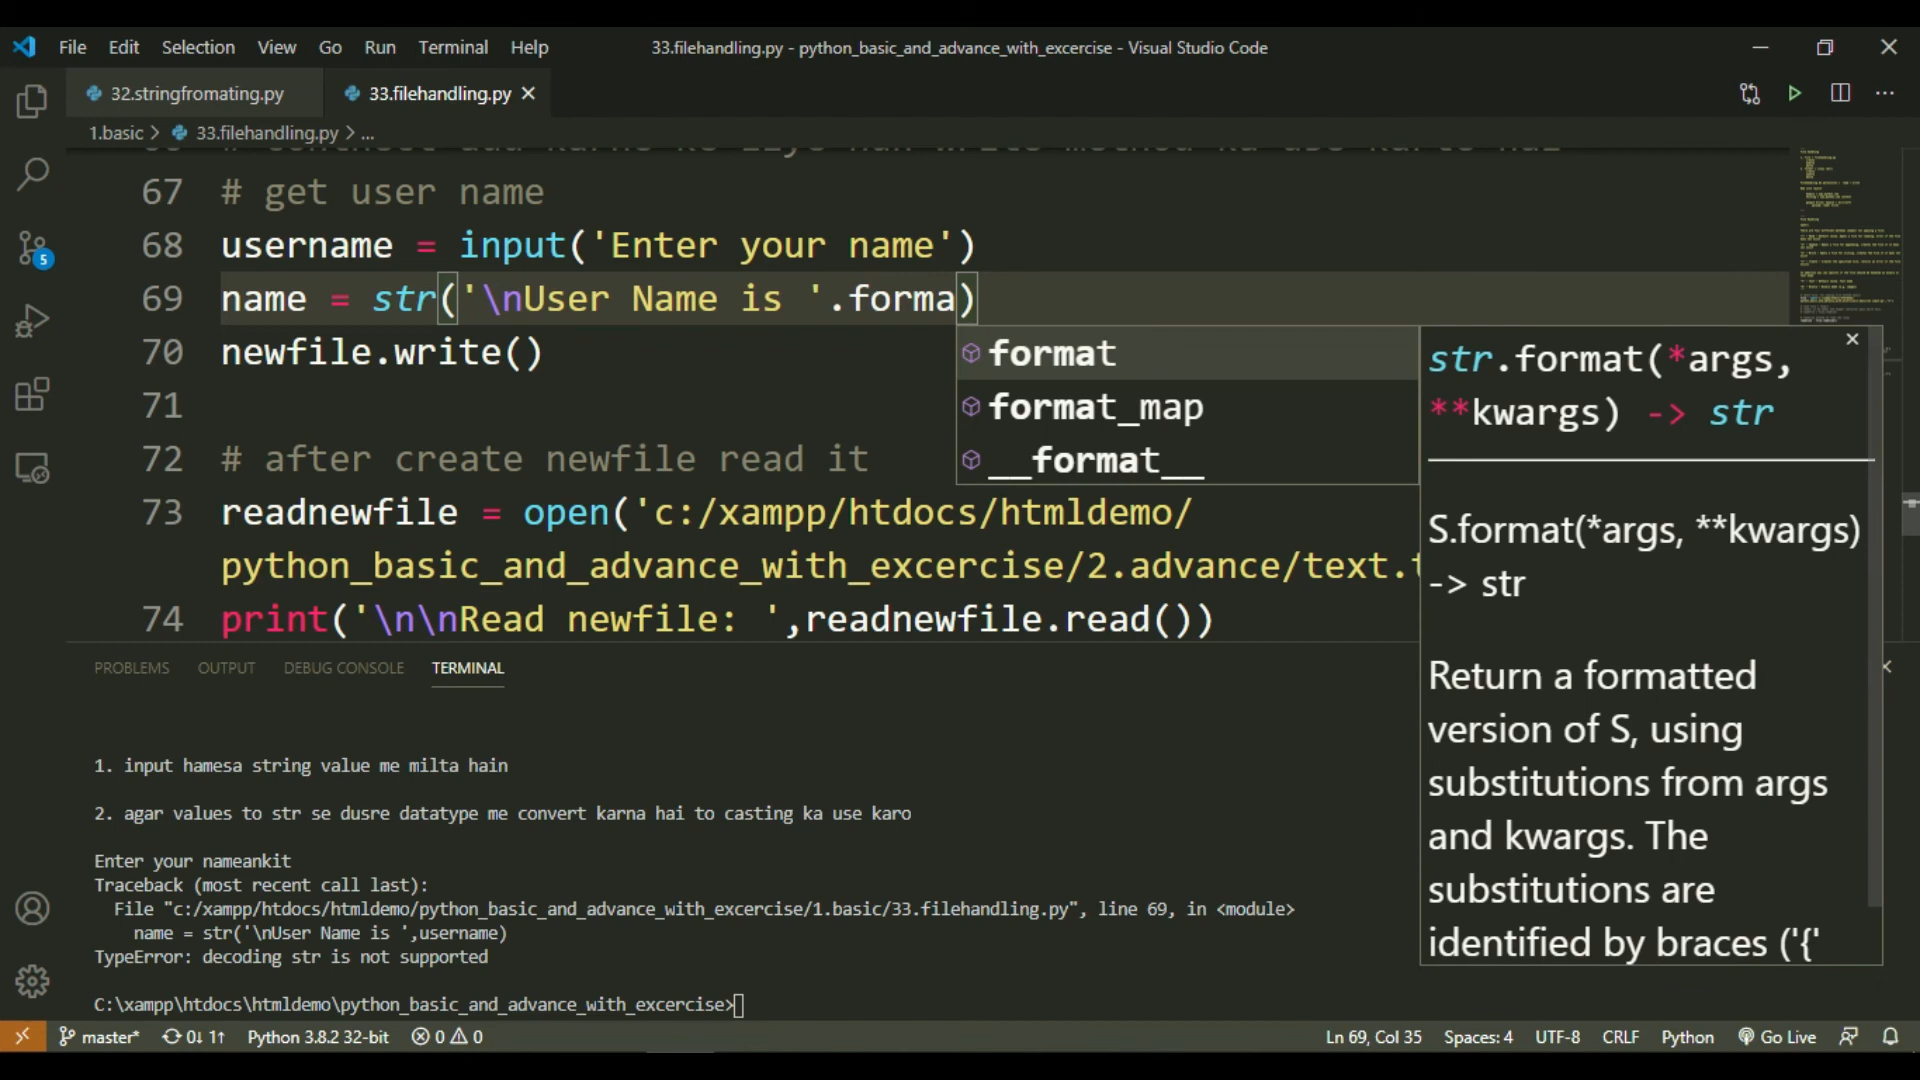 File Edit Selection View Go Run Terminal Help 33.filehandling.py - python_basic_and_advance_with_excercise - Visual Studio Code
32.stringfromating.py 33.filehandling.py
1.basic > 33.filehandling.py > ...
67 # get user name
68 username = input('Enter your name')
69 name = str('\nUser Name is '.forma)
70 newfile.write()
71
72 # after create newfile read it
73 readnewfile = open('c:/xampp/htdocs/htmldemo/
python_basic_and_advance_with_excercise/2.advance/text.
74 print('\n\nRead newfile: ',readnewfile.read())
format
format_map
__format__
str.format(*args,
**kwargs) -> str
S.format(*args, **kwargs)
-> str
Return a formatted
version of S, using
substitutions from args
and kwargs. The
substitutions are
identified by braces ('{'
5
PROBLEMS OUTPUT DEBUG CONSOLE TERMINAL
1. input hamesa string value me milta hain
2. agar values to str se dusre datatype me convert karna hai to casting ka use karo
Enter your nameankit
Traceback (most recent call last):
File "c:/xampp/htdocs/htmldemo/python_basic_and_advance_with_excercise/1.basic/33.filehandling.py", line 69, in <module>
name = str('\nUser Name is ',username)
TypeError: decoding str is not supported
C:\xampp\htdocs\htmldemo\python_basic_and_advance_with_excercise>
master* 0↓ 1↑ Python 3.8.2 32-bit 0 0 Ln 69, Col 35 Spaces: 4 UTF-8 CRLF Python Go Live